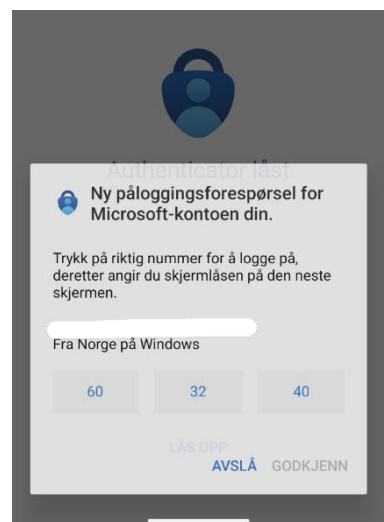 Authenticator låst
Ny påloggingsforespørsel for
Microsoft-kontoen din.
Trykk på riktig nummer for å logge på,
deretter angir du skjermlåsen på den neste
skjermen.
Fra Norge på Windows
60 32 40
LÅS OPP
AVSLÅ GODKJENN